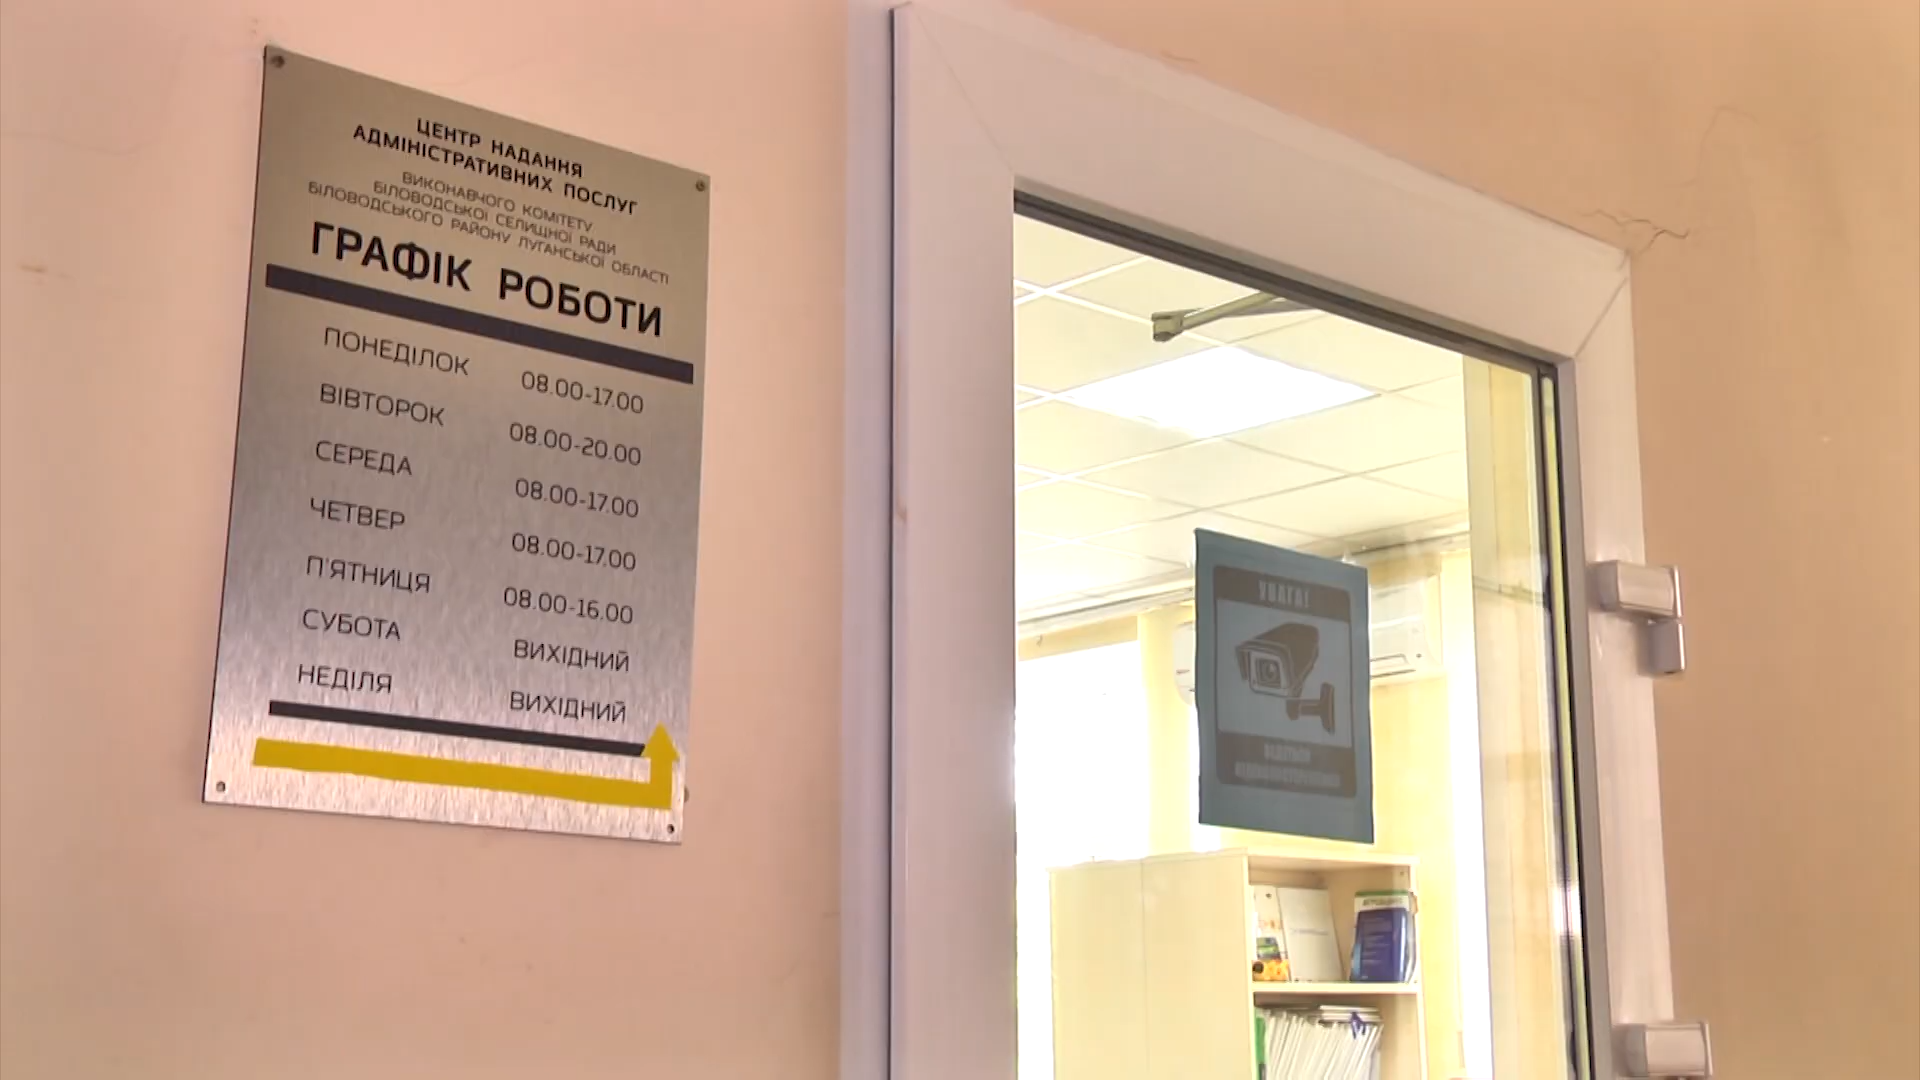 ЦЕНТР НАДАННЯ
АДМІНІСТРАТИВНИХ ПОСЛУГ
ВИКОНАВЧОГО КОМІТЕТУ
БІЛОВОДСЬКОЇ СЕЛИЩНОЇ РАДИ
БІЛОВОДСЬКОГО РАЙОНУ ЛУГАНСЬКОЇ ОБЛАСТІ
ГРАФІК РОБОТИ
ПОНЕДІЛОК 08.00-17.00
ВІВТОРОК 08.00-20.00
СЕРЕДА 08.00-17.00
ЧЕТВЕР 08.00-17.00
П'ЯТНИЦЯ 08.00-16.00
СУБОТА ВИХІДНИЙ
НЕДІЛЯ ВИХІДНИЙ
УВАГА!
ВЕДЕТЬСЯ
ВІДЕОСПОСТЕРЕЖЕННЯ